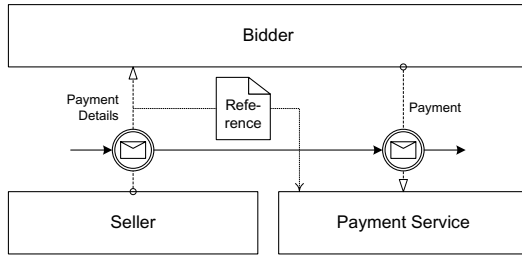 Bidder
Payment
Details
Refe-
rence
Payment
Seller
Payment Service